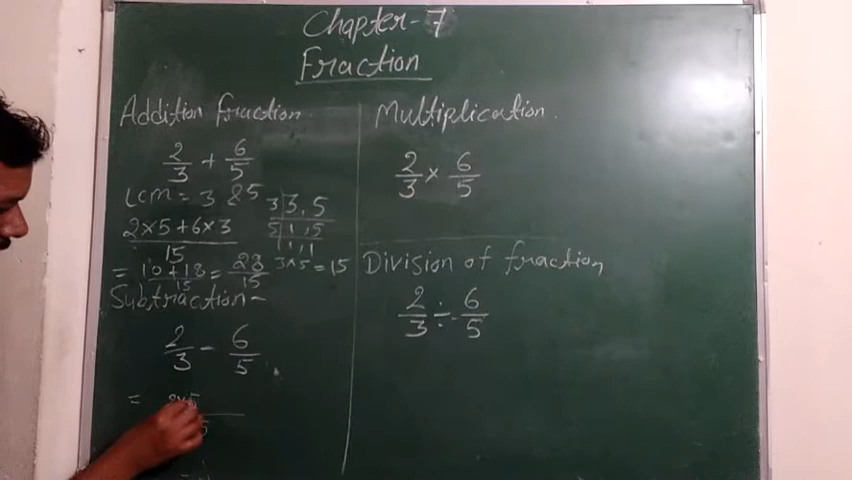 Chapter-7
Fraction
Addition fraction
2/3 + 6/5
Lcm = 3 & 5
3 | 3, 5
5 | 1, 5
1, 1
3×5 = 15
2×5+6×3 / 15
= 10+18 / 15 = 28 / 15
Subtraction -
2/3 - 6/5
= 2×5
Multiplication.
2/3 × 6/5
Division of fraction
2/3 ÷ 6/5